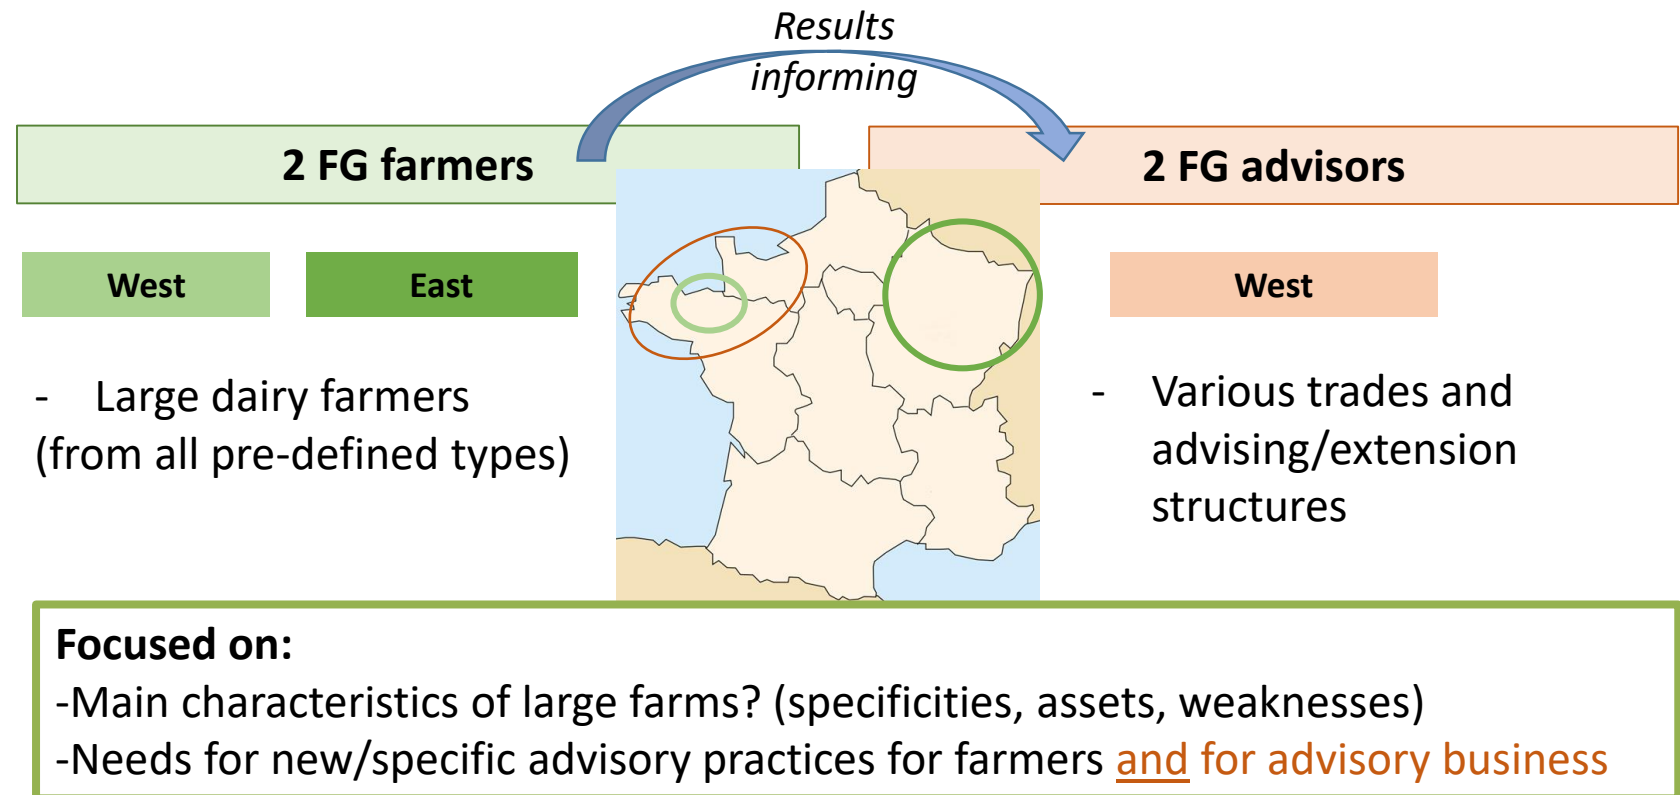 Results
informing
2 FG farmers
2 FG advisors
West
East
West
- Large dairy farmers
(from all pre-defined types)
- Various trades and
advising/extension
structures
Focused on:
-Main characteristics of large farms? (specificities, assets, weaknesses)
-Needs for new/specific advisory practices for farmers and for advisory business